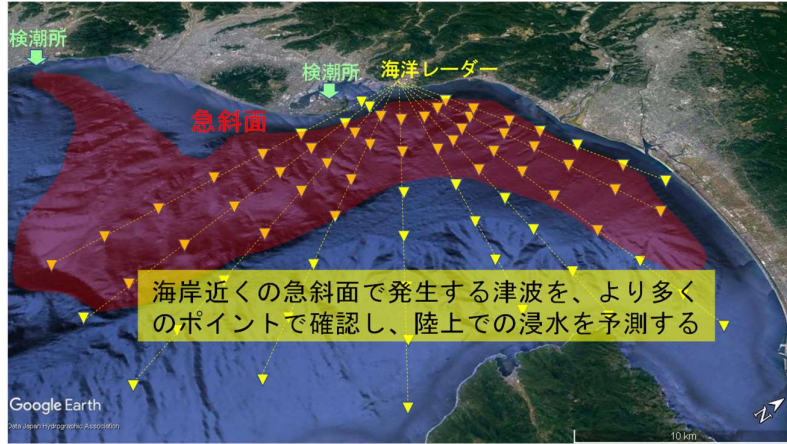 検潮所
検潮所
海洋レーダー
急斜面
海岸近くの急斜面で発生する津波を、より多く
のポイントで確認し、陸上での浸水を予測する
Google Earth
Data Japan Hydrographic Association
10 km
N